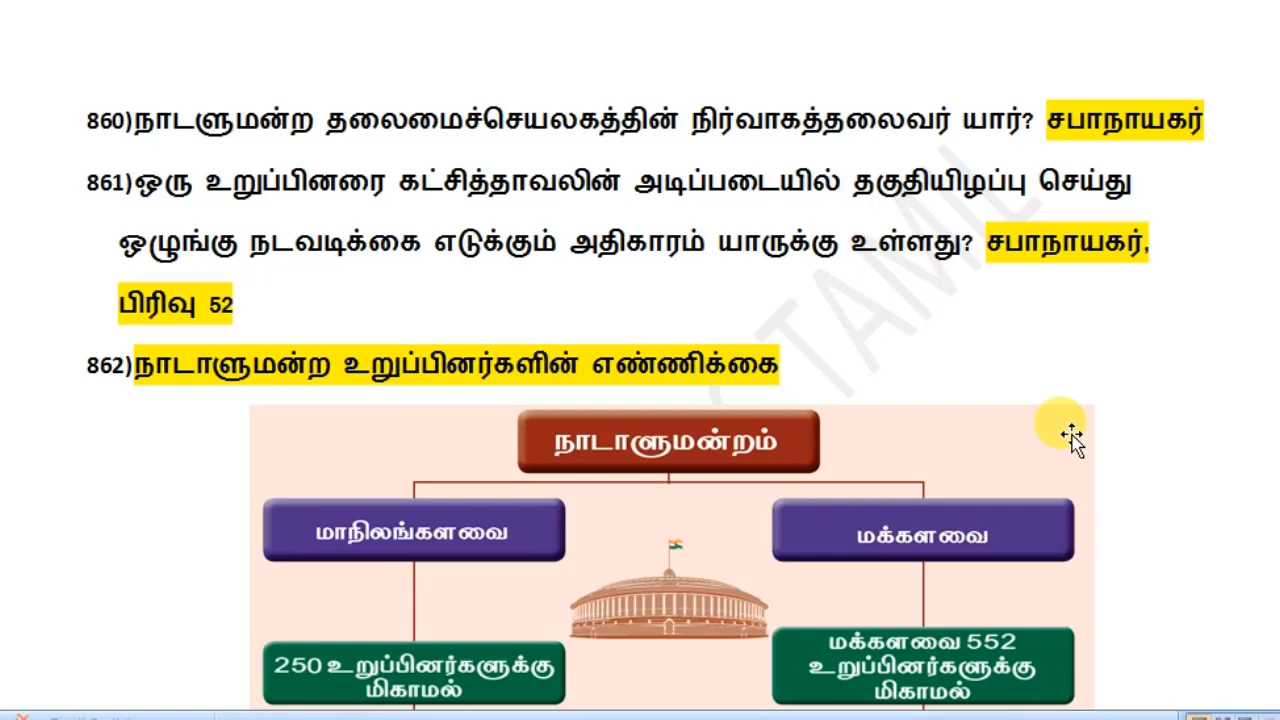 860)நாடளுமன்ற தலைமைச்செயலகத்தின் நிர்வாகத்தலைவர் யார்? சபாநாயகர்
861)ஒரு உறுப்பினரை கட்சித்தாவலின் அடிப்படையில் தகுதியிழப்பு செய்து
ஒழுங்கு நடவடிக்கை எடுக்கும் அதிகாரம் யாருக்கு உள்ளது? சபாநாயகர்,
பிரிவு 52
862)நாடாளுமன்ற உறுப்பினர்களின் எண்ணிக்கை
TAMIL
நாடாளுமன்றம்
மாநிலங்களவை
மக்களவை
250 உறுப்பினர்களுக்கு
மிகாமல்
மக்களவை 552
உறுப்பினர்களுக்கு
மிகாமல்